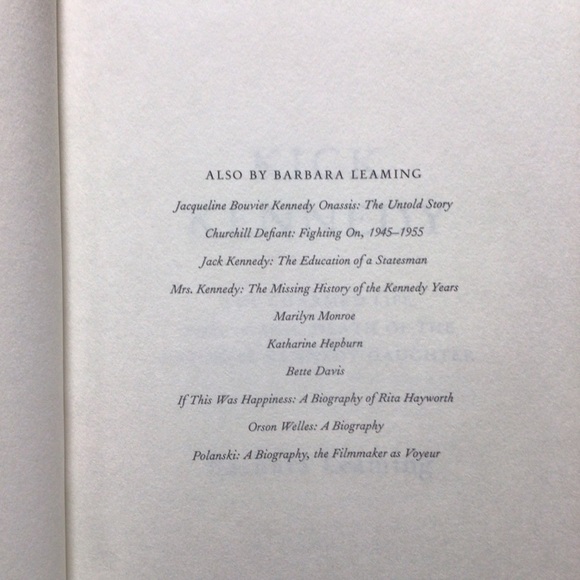 ALSO BY BARBARA LEAMING
Jacqueline Bouvier Kennedy Onassis: The Untold Story
Churchill Defiant: Fighting On, 1945–1955
Jack Kennedy: The Education of a Statesman
Mrs. Kennedy: The Missing History of the Kennedy Years
Marilyn Monroe
Katharine Hepburn
Bette Davis
If This Was Happiness: A Biography of Rita Hayworth
Orson Welles: A Biography
Polanski: A Biography, the Filmmaker as Voyeur